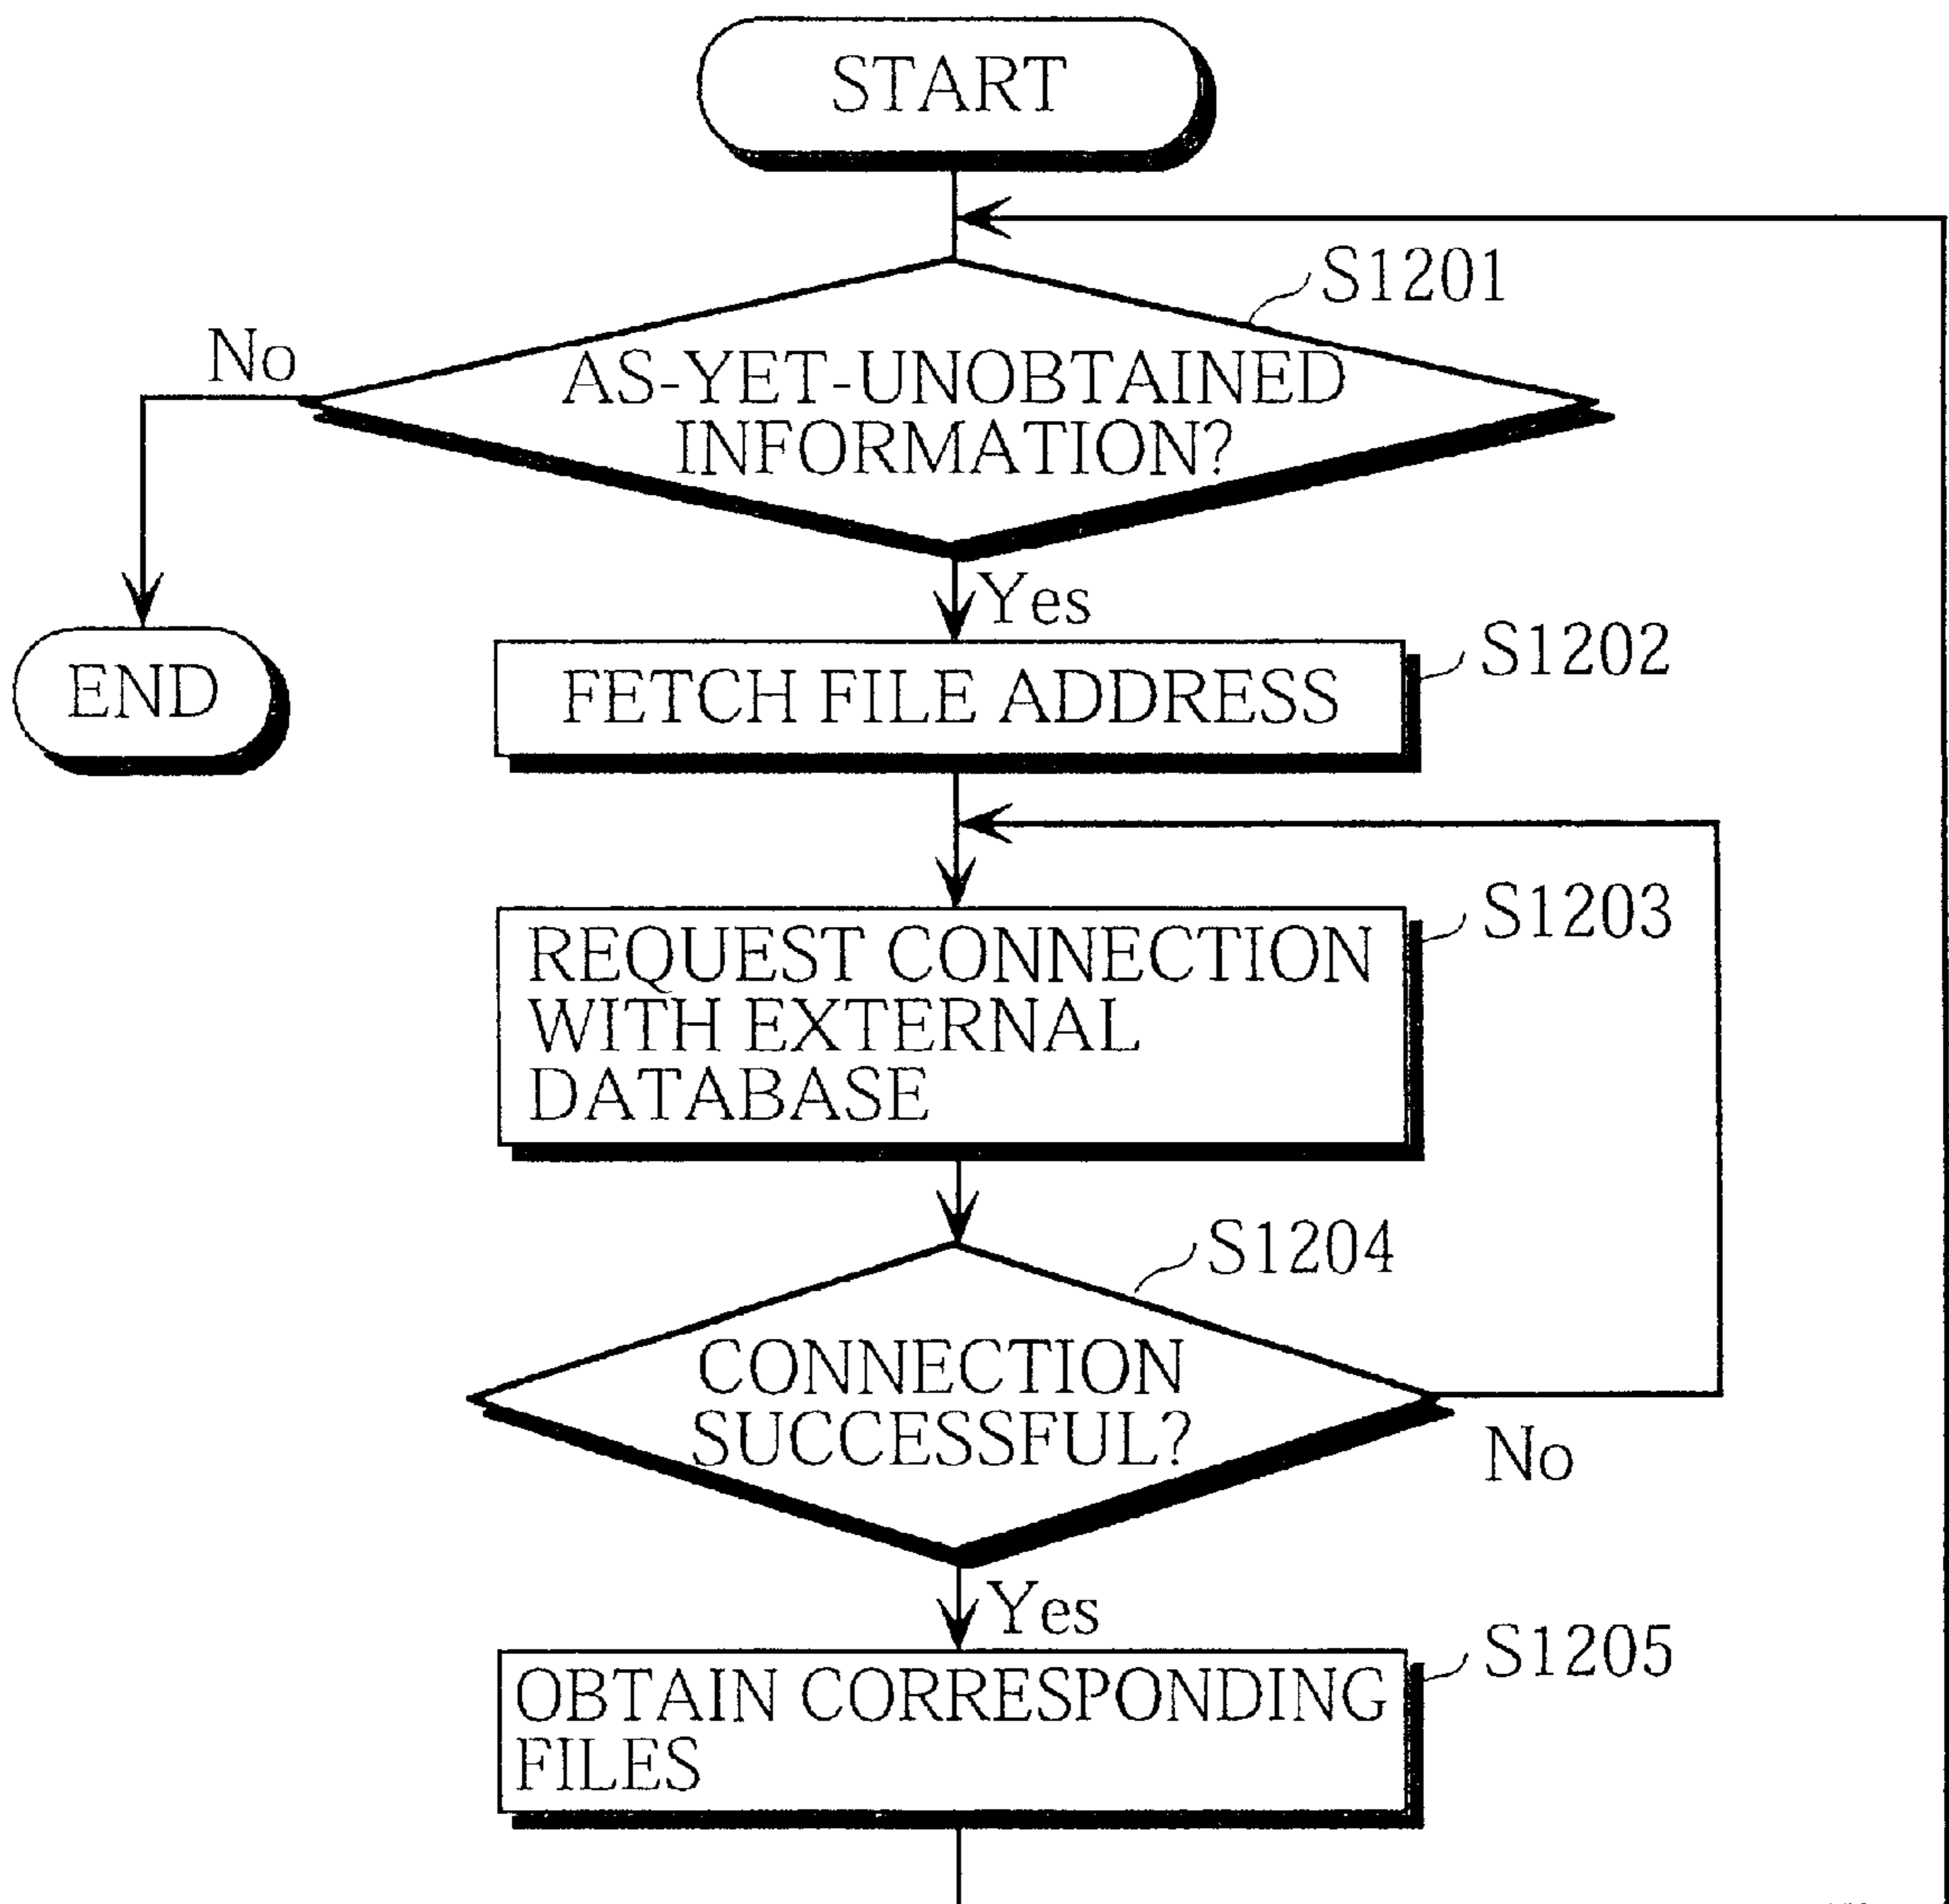 START
S1201
No
AS-YET-UNOBTAINED
INFORMATION?
Yes
S1202
END
FETCH FILE ADDRESS
S1203
REQUEST CONNECTION
WITH EXTERNAL
DATABASE
S1204
CONNECTION
SUCCESSFUL?
No
Yes
S1205
OBTAIN CORRESPONDING
FILES